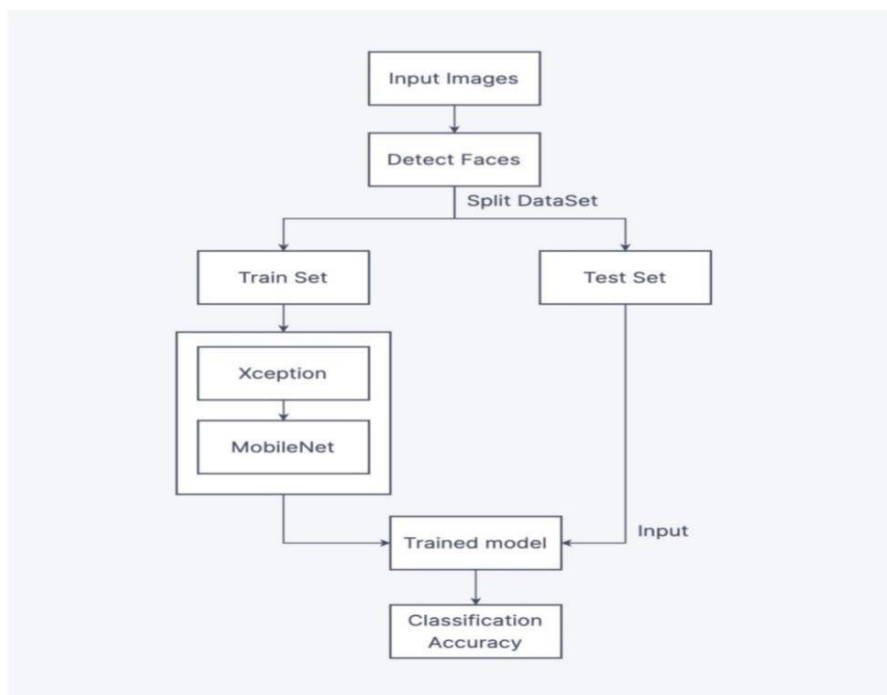 Input Images
Detect Faces
Split DataSet
Train Set
Test Set
Xception
MobileNet
Input
Trained model
Classification
Accuracy